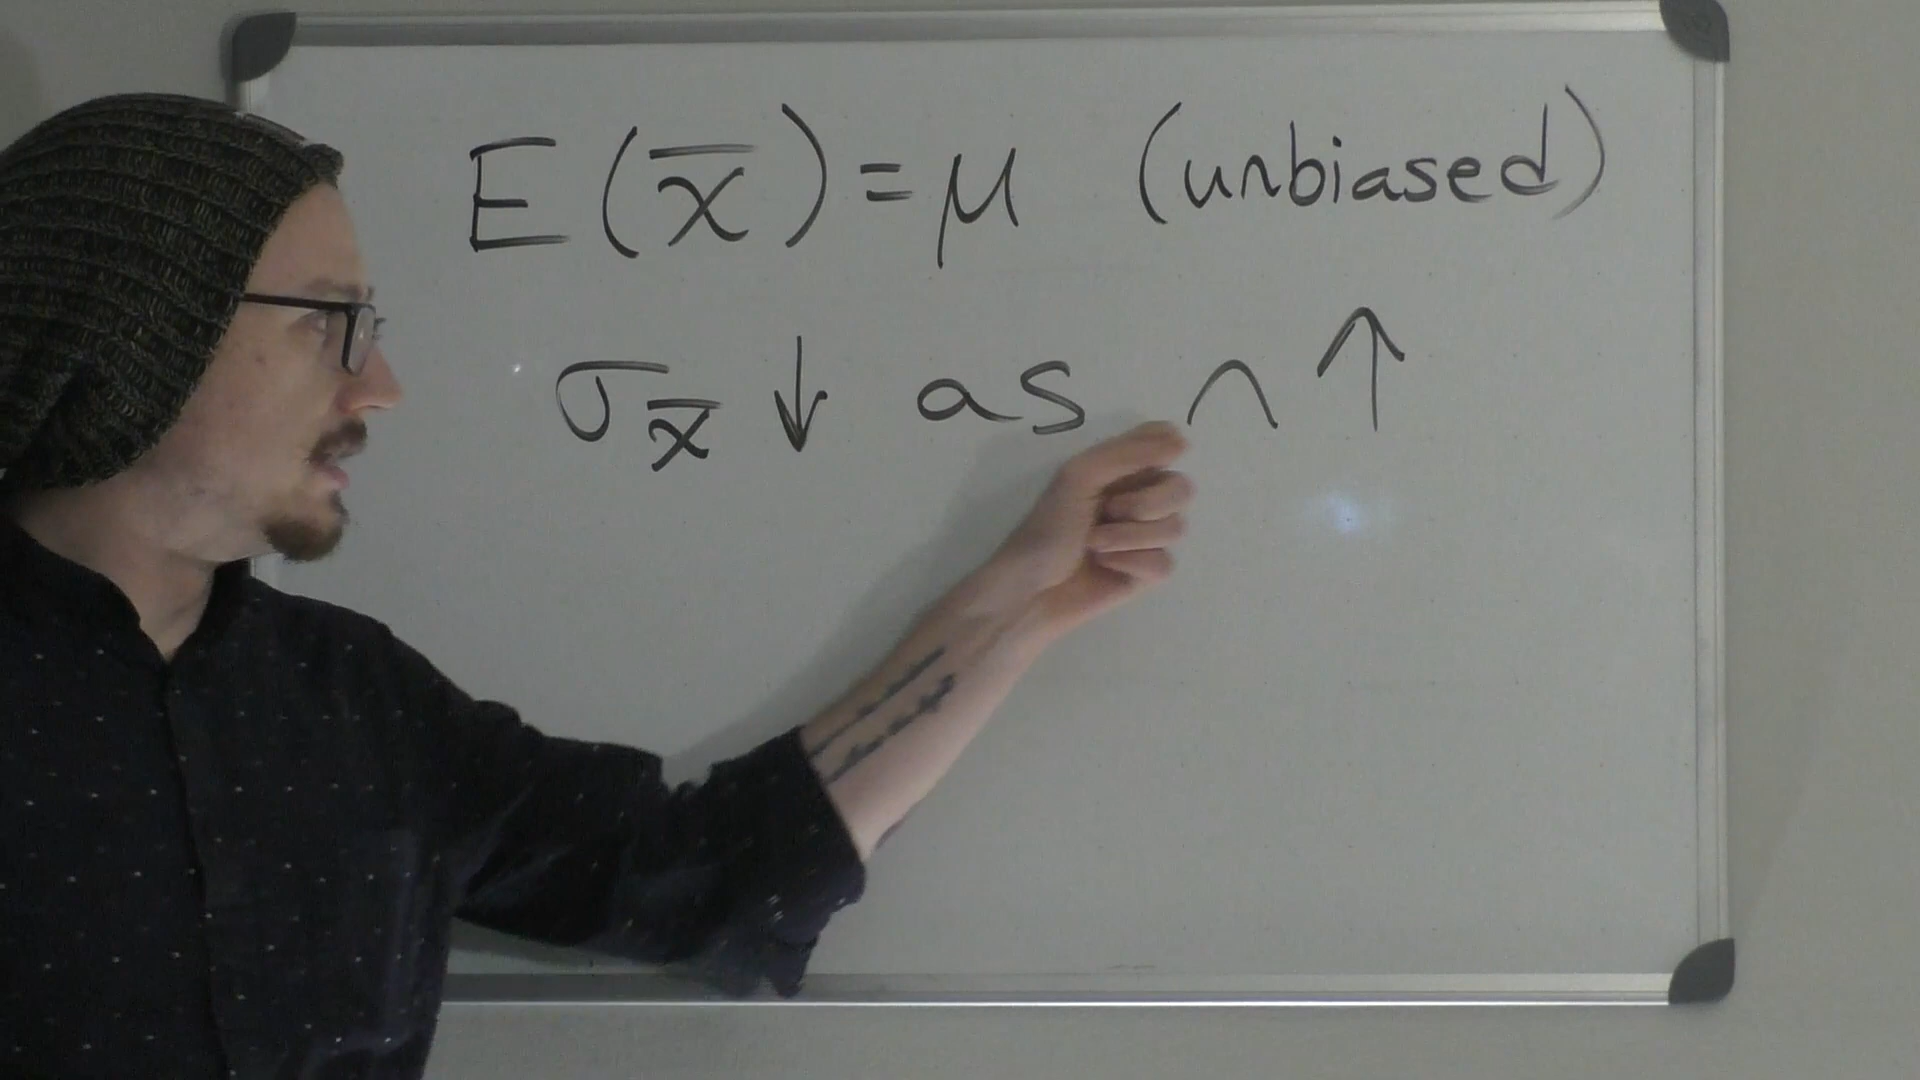 E(x̄)=μ (unbiased)
σx̄ ↓ as n ↑